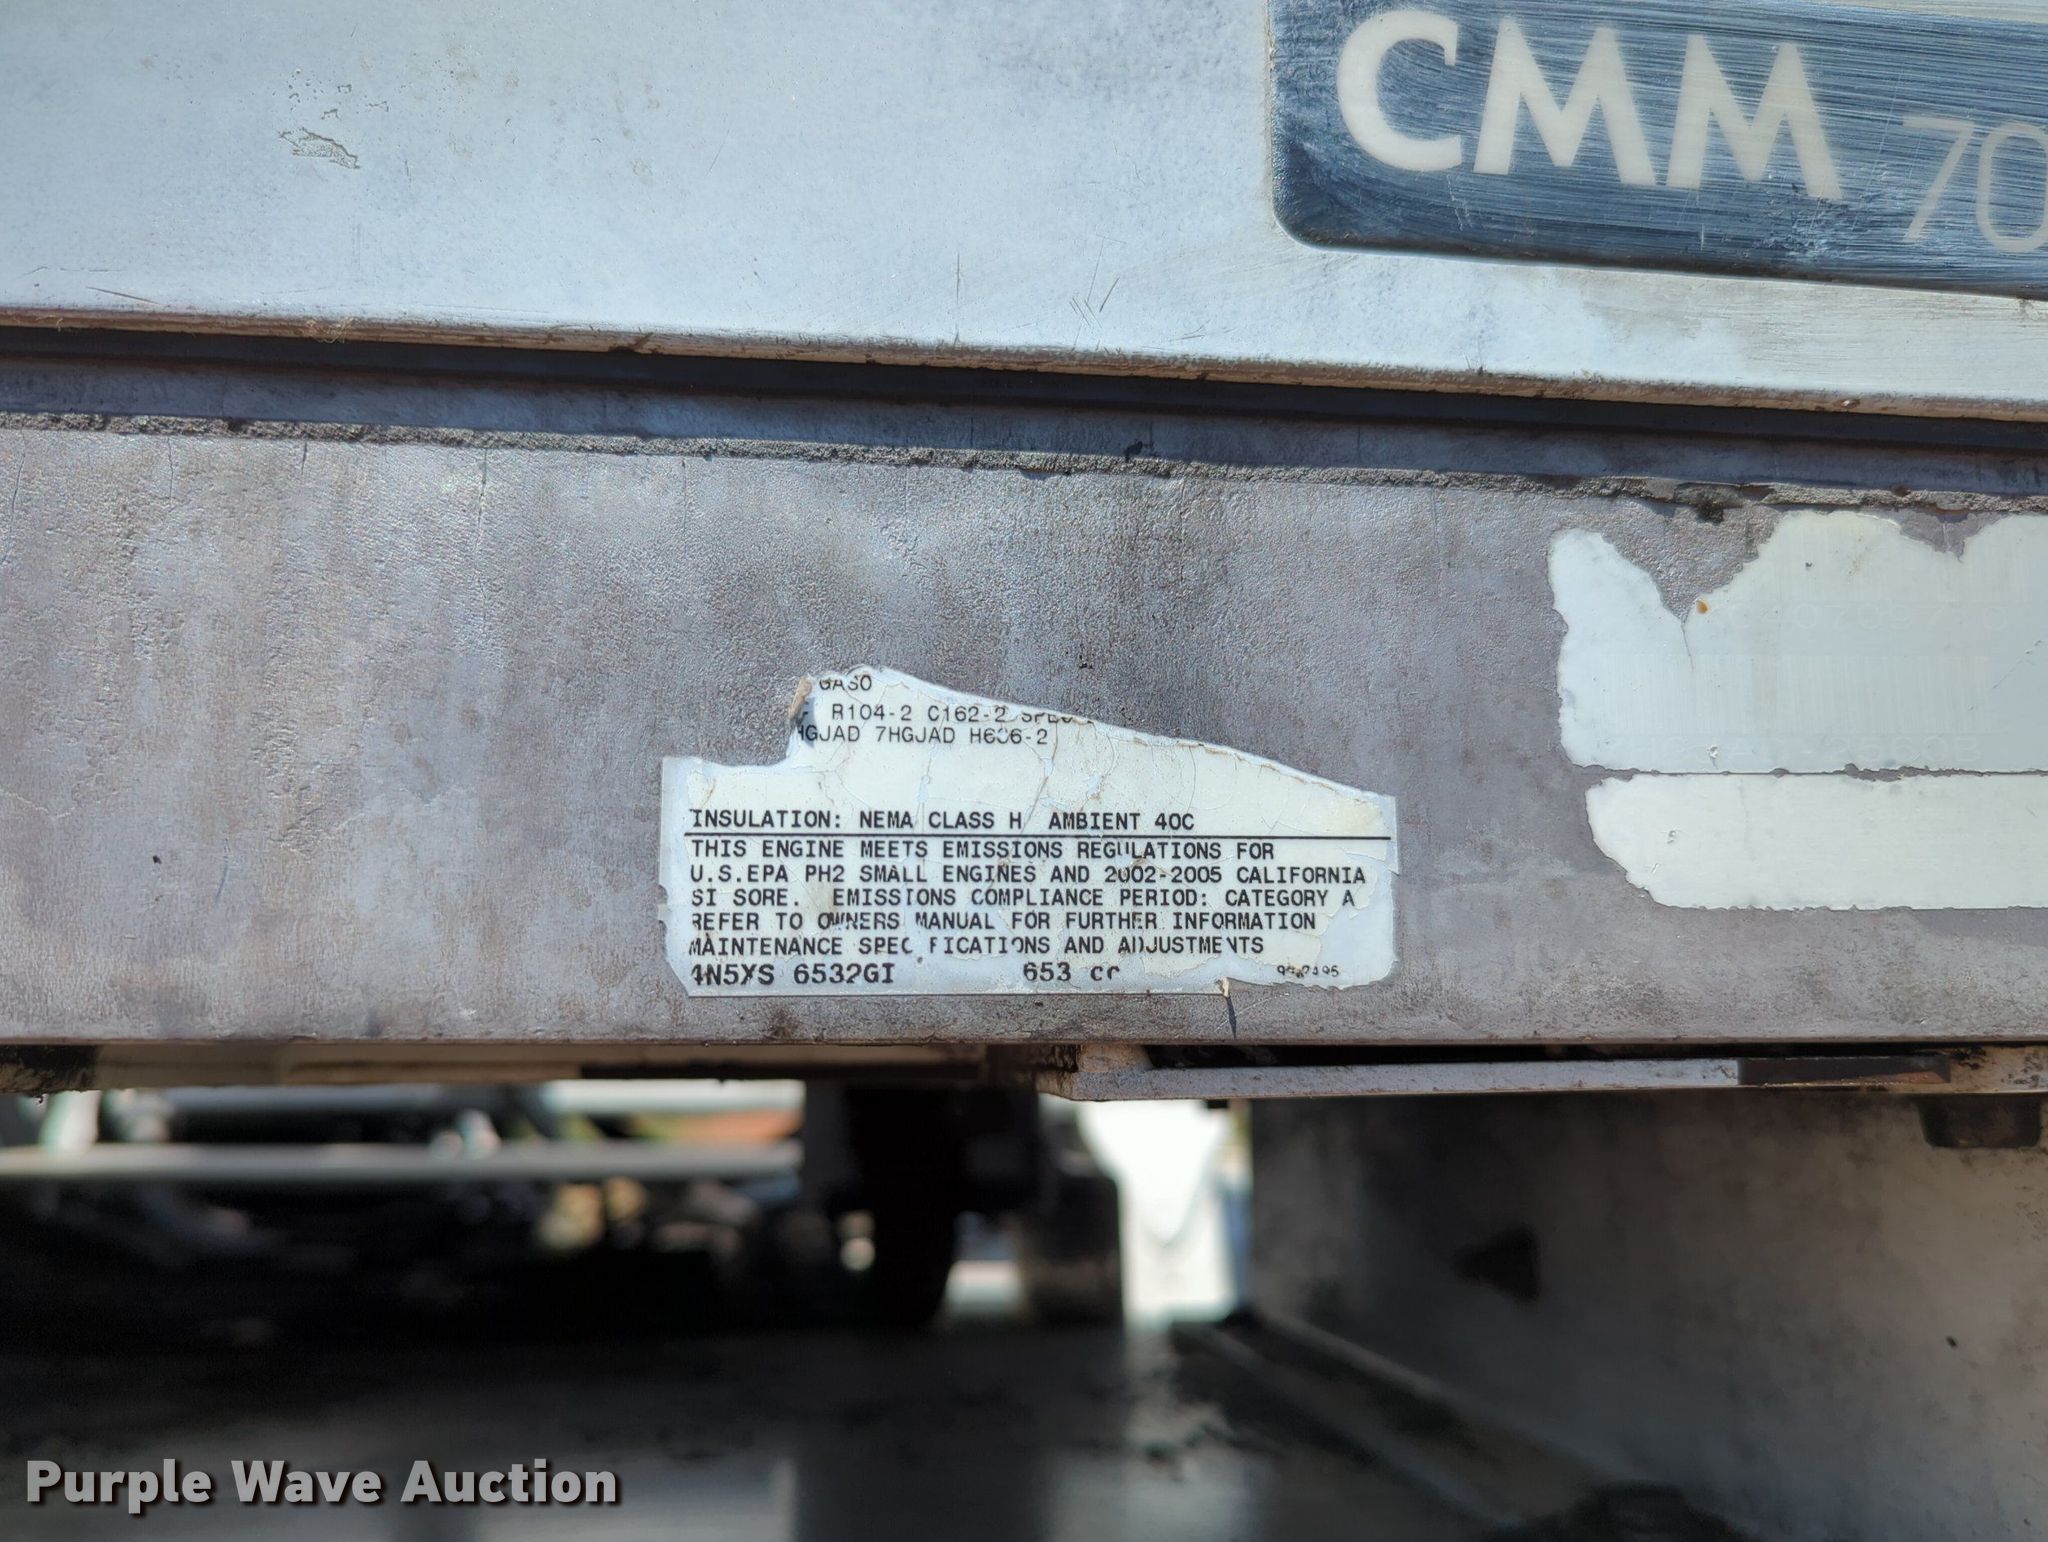 CMM 70
GASO
R104-2 C162-2
HGJAD 7HGJAD H636-2
INSULATION: NEMA CLASS H AMBIENT 40C
THIS ENGINE MEETS EMISSIONS REGULATIONS FOR
U.S.EPA PH2 SMALL ENGINES AND 2002-2005 CALIFORNIA
SI SORE. EMISSIONS COMPLIANCE PERIOD: CATEGORY A
REFER TO OWNERS MANUAL FOR FURTHER INFORMATION
MAINTENANCE SPECIFICATIONS AND ADJUSTMENTS
4N5XS 6532GI 653 cc
Purple Wave Auction